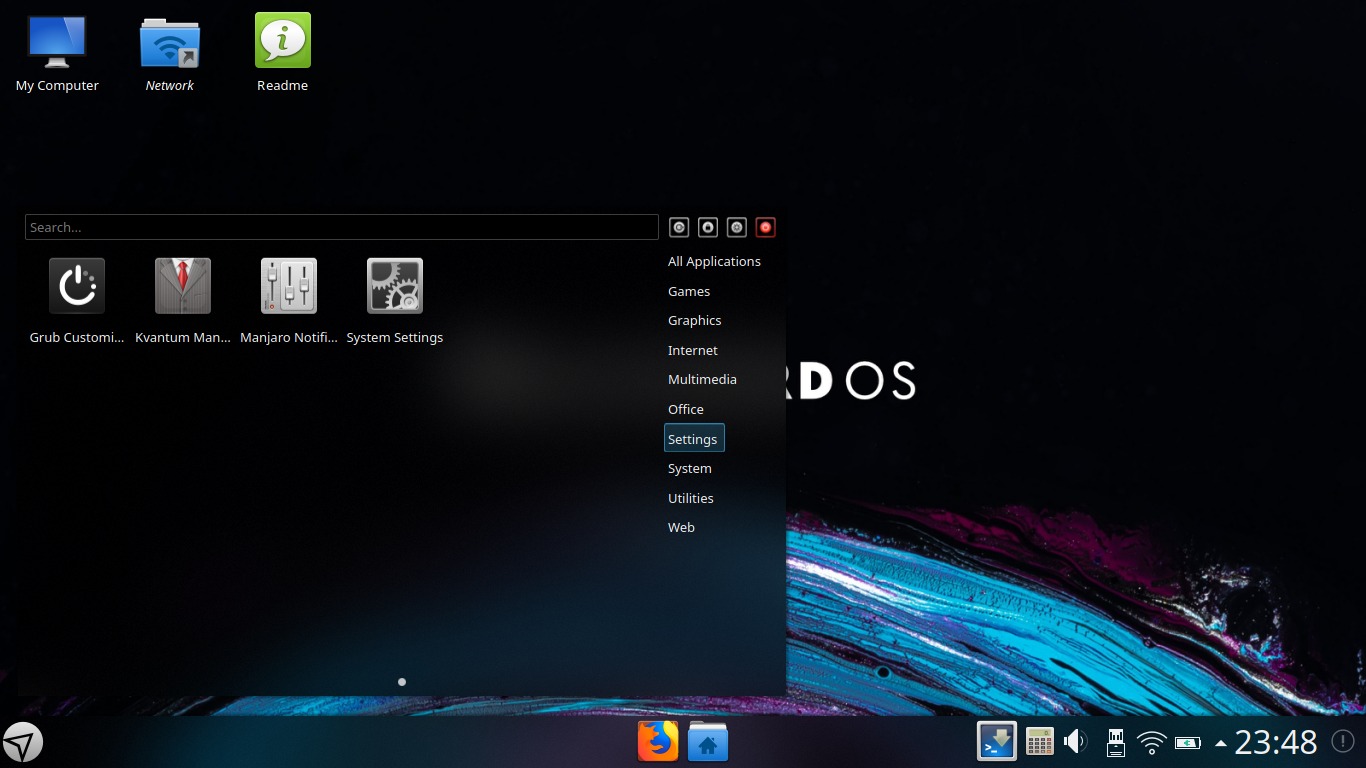 My Computer
Network
Readme
Search...
Grub Customi...
Kvantum Man...
Manjaro Notifi...
System Settings
All Applications
Games
Graphics
Internet
Multimedia
Office
Settings
System
Utilities
Web
RD OS
23:48